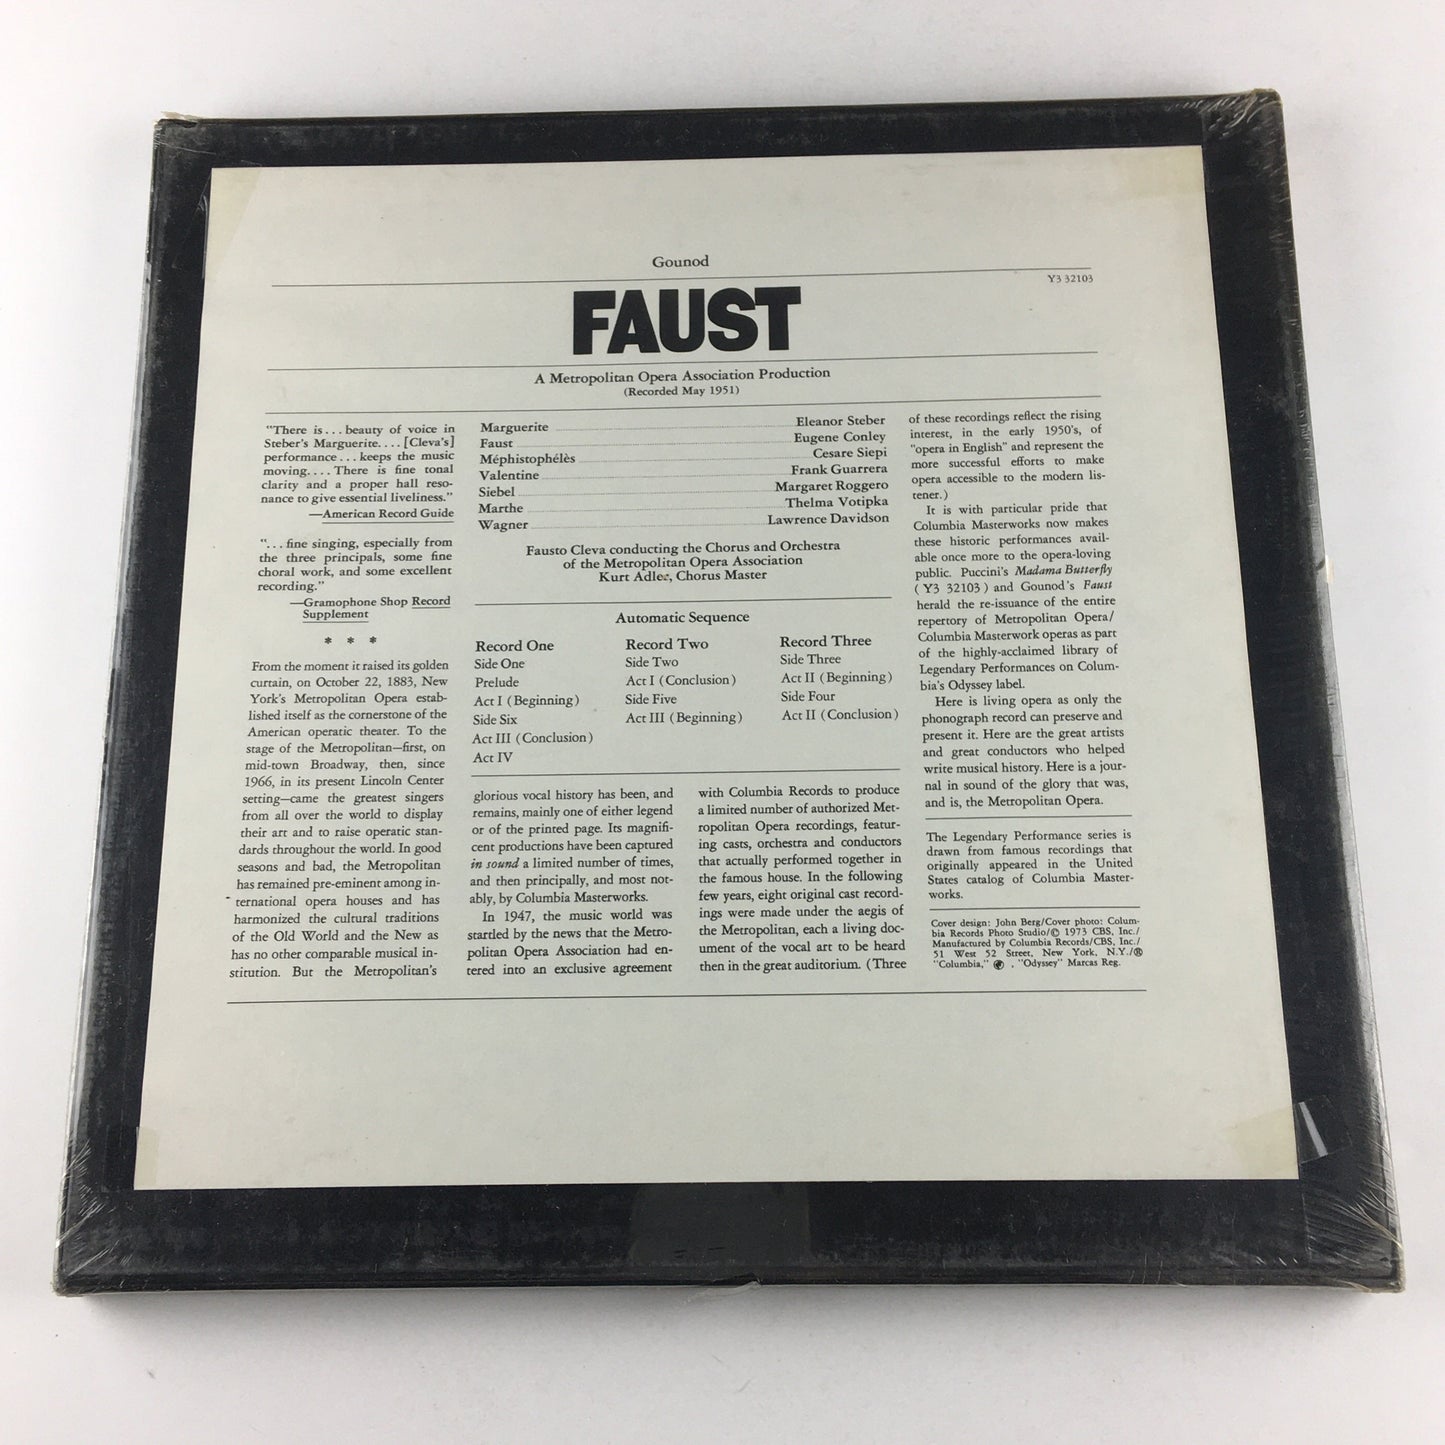 Gounod
Y3 32103
FAUST
A Metropolitan Opera Association Production
(Recorded May 1951)
"There is . . . beauty of voice in
Steber's Marguerite. . . . [Cleva's]
performance . . . keeps the music
moving. . . . There is fine tonal
clarity and a proper hall reso-
nance to give essential liveliness."
—American Record Guide
". . . fine singing, especially from
the three principals, some fine
choral work, and some excellent
recording."
—Gramophone Shop Record
Supplement
* * *
From the moment it raised its golden
curtain, on October 22, 1883, New
York's Metropolitan Opera estab-
lished itself as the cornerstone of the
American operatic theater. To the
stage of the Metropolitan—first, on
mid-town Broadway, then, since
1966, in its present Lincoln Center
setting—came the greatest singers
from all over the world to display
their art and to raise operatic stan-
dards throughout the world. In good
seasons and bad, the Metropolitan
has remained pre-eminent among in-
ternational opera houses and has
harmonized the cultural traditions
of the Old World and the New as
has no other comparable musical in-
stitution. But the Metropolitan's
Marguerite Eleanor Steber
Faust Eugene Conley
Méphistophélès Cesare Siepi
Valentine Frank Guarrera
Siebel Margaret Roggero
Marthe Thelma Votipka
Wagner Lawrence Davidson
Fausto Cleva conducting the Chorus and Orchestra
of the Metropolitan Opera Association
Kurt Adler, Chorus Master
Automatic Sequence
Record One
Side One
Prelude
Act I (Beginning)
Side Six
Act III (Conclusion)
Act IV
Record Two
Side Two
Act I (Conclusion)
Side Five
Act III (Beginning)
Record Three
Side Three
Act II (Beginning)
Side Four
Act II (Conclusion)
glorious vocal history has been, and
remains, mainly one of either legend
or of the printed page. Its magnifi-
cent productions have been captured
in sound a limited number of times,
and then principally, and most not-
ably, by Columbia Masterworks.
In 1947, the music world was
startled by the news that the Metro-
politan Opera Association had en-
tered into an exclusive agreement
with Columbia Records to produce
a limited number of authorized Met-
ropolitan Opera recordings, featur-
ing casts, orchestra and conductors
that actually performed together in
the famous house. In the following
few years, eight original cast record-
ings were made under the aegis of
the Metropolitan, each a living doc-
ument of the vocal art to be heard
then in the great auditorium. (Three
of these recordings reflect the rising
interest, in the early 1950's, of
"opera in English" and represent the
more successful efforts to make
opera accessible to the modern lis-
tener.)
It is with particular pride that
Columbia Masterworks now makes
these historic performances avail-
able once more to the opera-loving
public. Puccini's Madama Butterfly
(Y3 32103) and Gounod's Faust
herald the re-issuance of the entire
repertory of Metropolitan Opera/
Columbia Masterwork operas as part
of the highly-acclaimed library of
Legendary Performances on Colum-
bia's Odyssey label.
Here is living opera as only the
phonograph record can preserve and
present it. Here are the great artists
and great conductors who helped
write musical history. Here is a jour-
nal in sound of the glory that was,
and is, the Metropolitan Opera.
The Legendary Performance series is
drawn from famous recordings that
originally appeared in the United
States catalog of Columbia Master-
works.
Cover design: John Berg/Cover photo: Colum-
bia Records Photo Studio/© 1973 CBS, Inc./
Manufactured by Columbia Records/CBS, Inc./
51 West 52 Street, New York, N.Y./®
"Columbia," , "Odyssey" Marcas Reg.